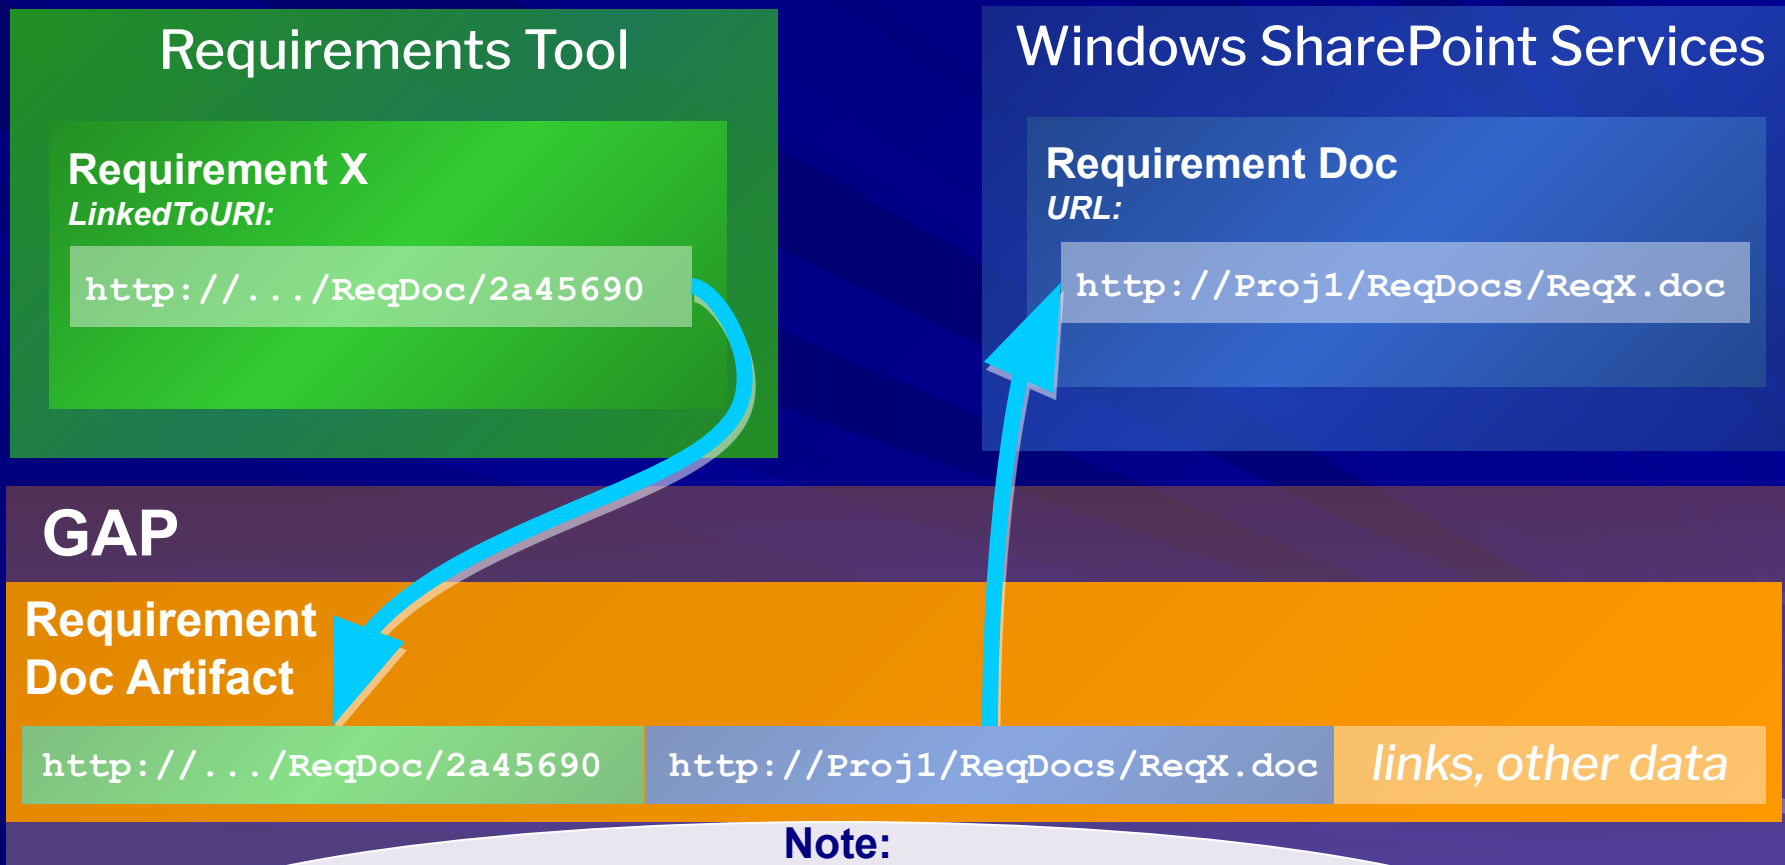 Requirements Tool
Requirement X
LinkedToURI:
http://.../ReqDoc/2a45690
Windows SharePoint Services
Requirement Doc
URL:
http://Proj1/ReqDocs/ReqX.doc
GAP
Requirement
Doc Artifact
http://.../ReqDoc/2a45690
http://Proj1/ReqDocs/ReqX.doc
links, other data
Note: